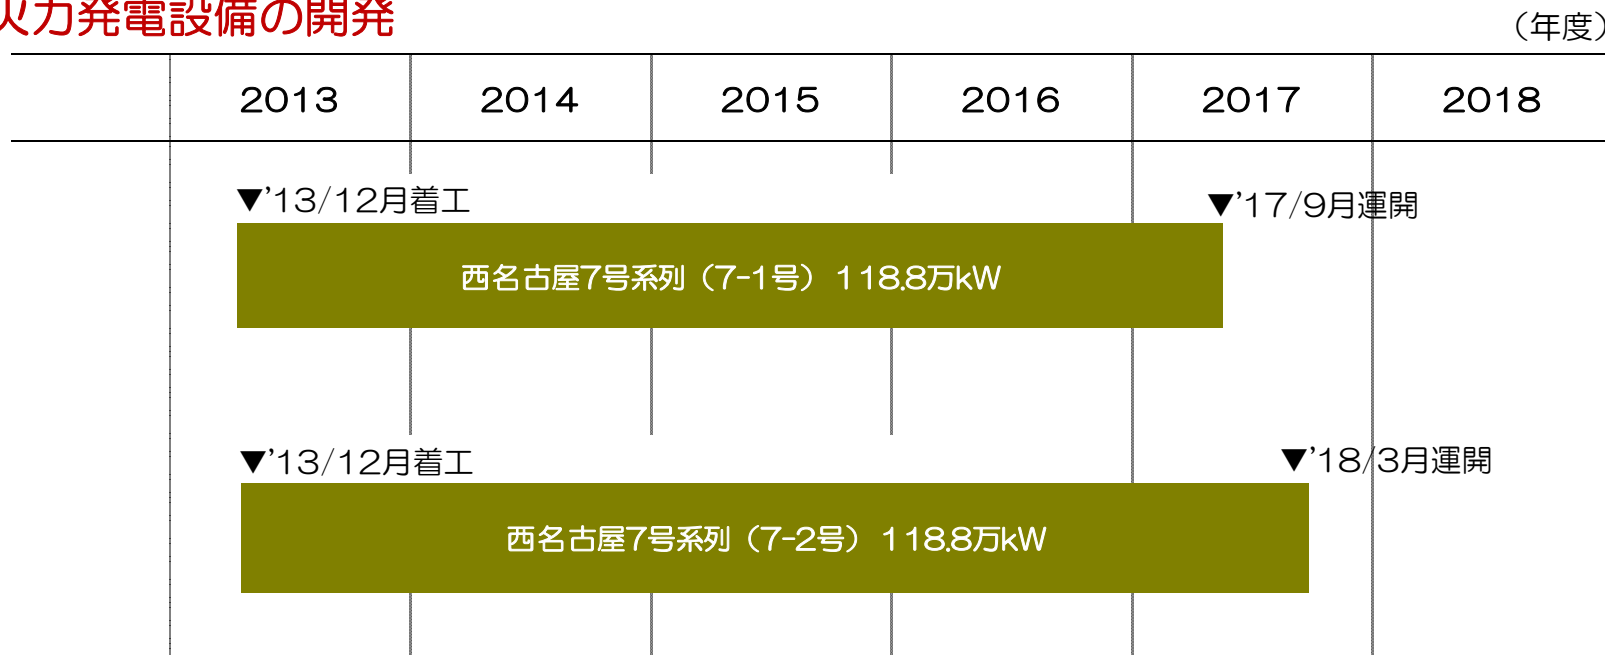 火力発電設備の開発
（年度）
2013 2014 2015 2016 2017 2018
▼'13/12月着工 ▼'17/9月運開
西名古屋7号系列（7-1号）118.8万kW
▼'13/12月着工 ▼'18/3月運開
西名古屋7号系列（7-2号）118.8万kW